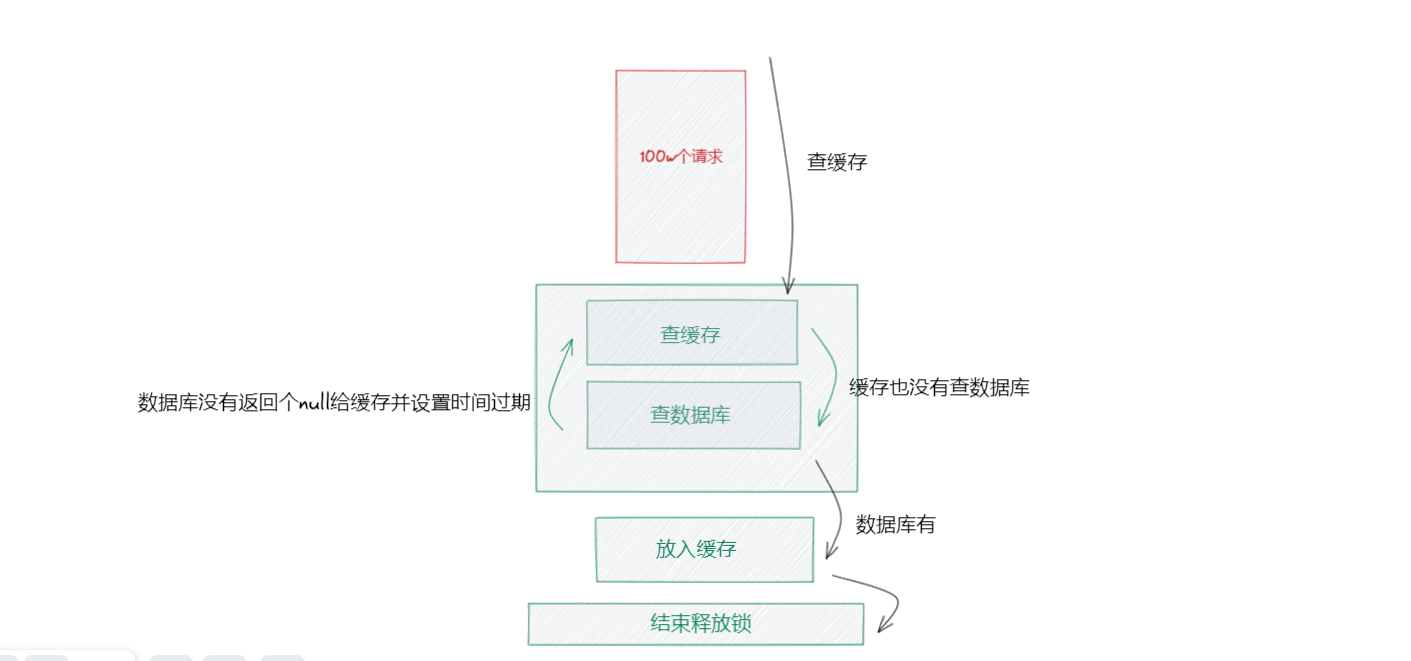 100w个请求
查缓存
查缓存
缓存也没有查数据库
数据库没有返回个null给缓存并设置时间过期
查数据库
数据库有
放入缓存
结束释放锁